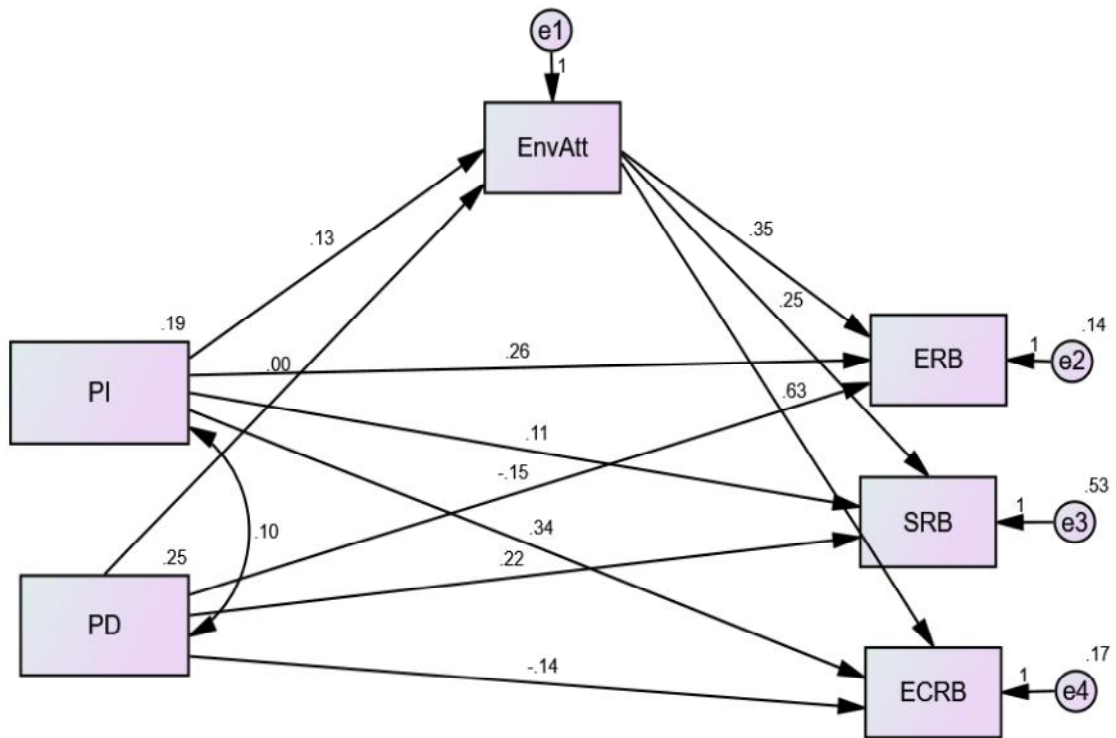 e1
1
EnvAtt
.13
.35
.25
.19
.00
.26
.63
.14
1
e2
ERB
PI
.11
-.15
.10
.34
.22
.53
1
e3
SRB
.25
PD
-.14
.17
1
e4
ECRB